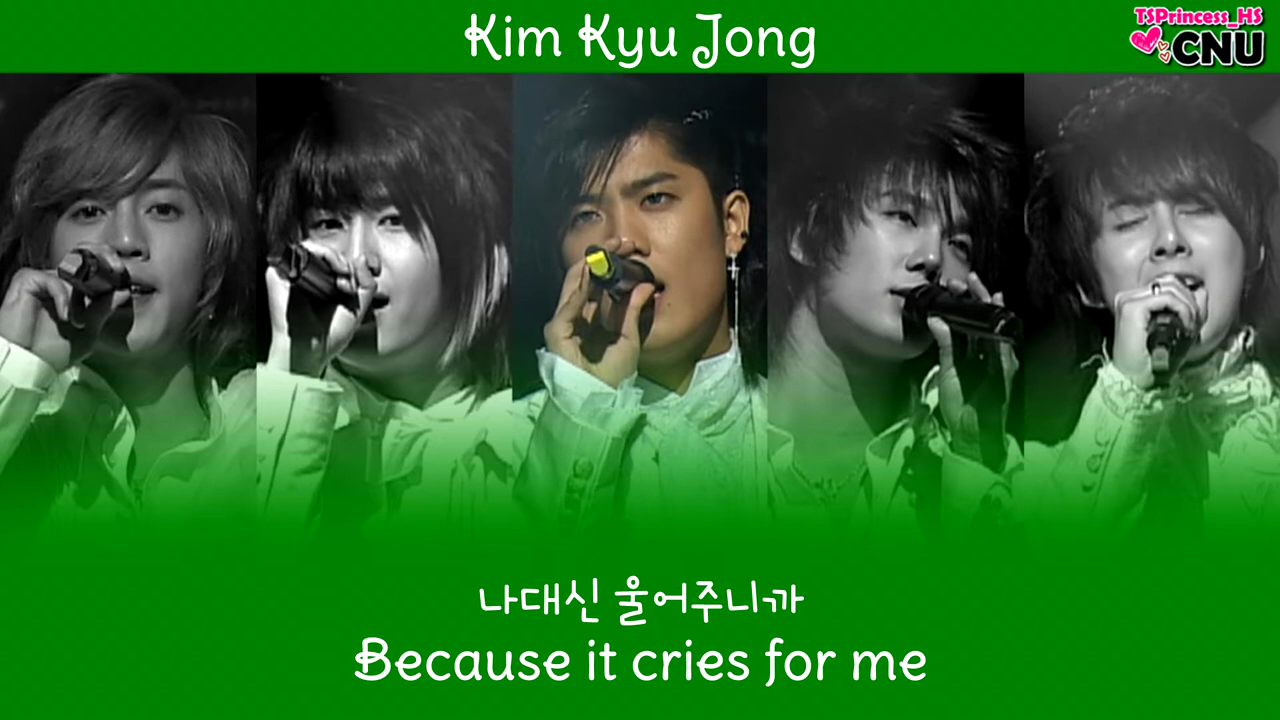 Kim Kyu Jong
TSPrincess_HS
CNU
나대신 울어주니까
Because it cries for me